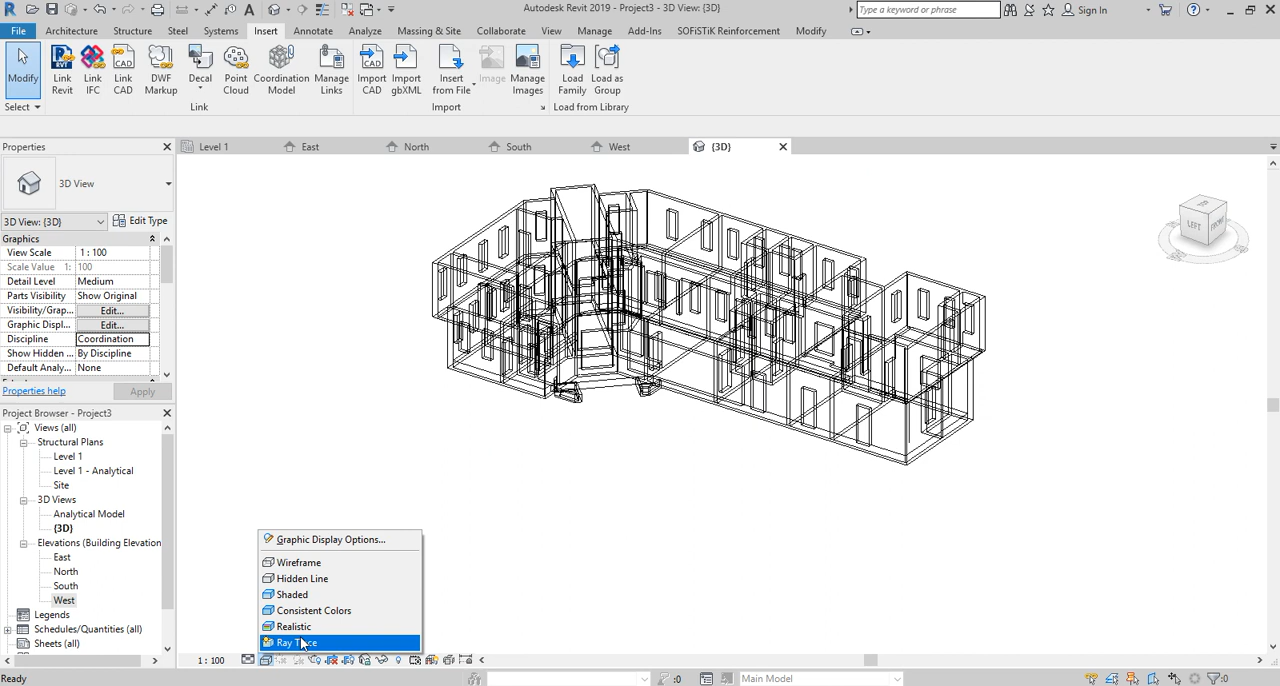 Autodesk Revit 2019 - Project3 - 3D View: {3D}
Type a keyword or phrase
Sign In
File Architecture Structure Steel Systems Insert Annotate Analyze Massing & Site Collaborate View Manage Add-Ins SOFiSTiK Reinforcement Modify
Modify
Link Revit
Link IFC
Link CAD
DWF Markup
Decal
Point Cloud
Coordination Model
Manage Links
Import CAD
Import gbXML
Insert from File
Image
Manage Images
Load Family
Load as Group
Select
Link
Import
Load from Library
Properties
Level 1
East
North
South
West
{3D}
3D View
3D View: {3D}
Edit Type
Graphics
View Scale 1 : 100
Scale Value 1: 100
Detail Level Medium
Parts Visibility Show Original
Visibility/Grap... Edit...
Graphic Displ... Edit...
Discipline Coordination
Show Hidden ... By Discipline
Default Analy... None
Properties help
Apply
TOP
LEFT
FRONT
Project Browser - Project3
Views (all)
Structural Plans
Level 1
Level 1 - Analytical
Site
3D Views
Analytical Model
{3D}
Elevations (Building Elevation
East
North
South
West
Legends
Schedules/Quantities (all)
Sheets (all)
Graphic Display Options...
Wireframe
Hidden Line
Shaded
Consistent Colors
Realistic
Ray Trace
1 : 100
Ready
:0
Main Model
:0